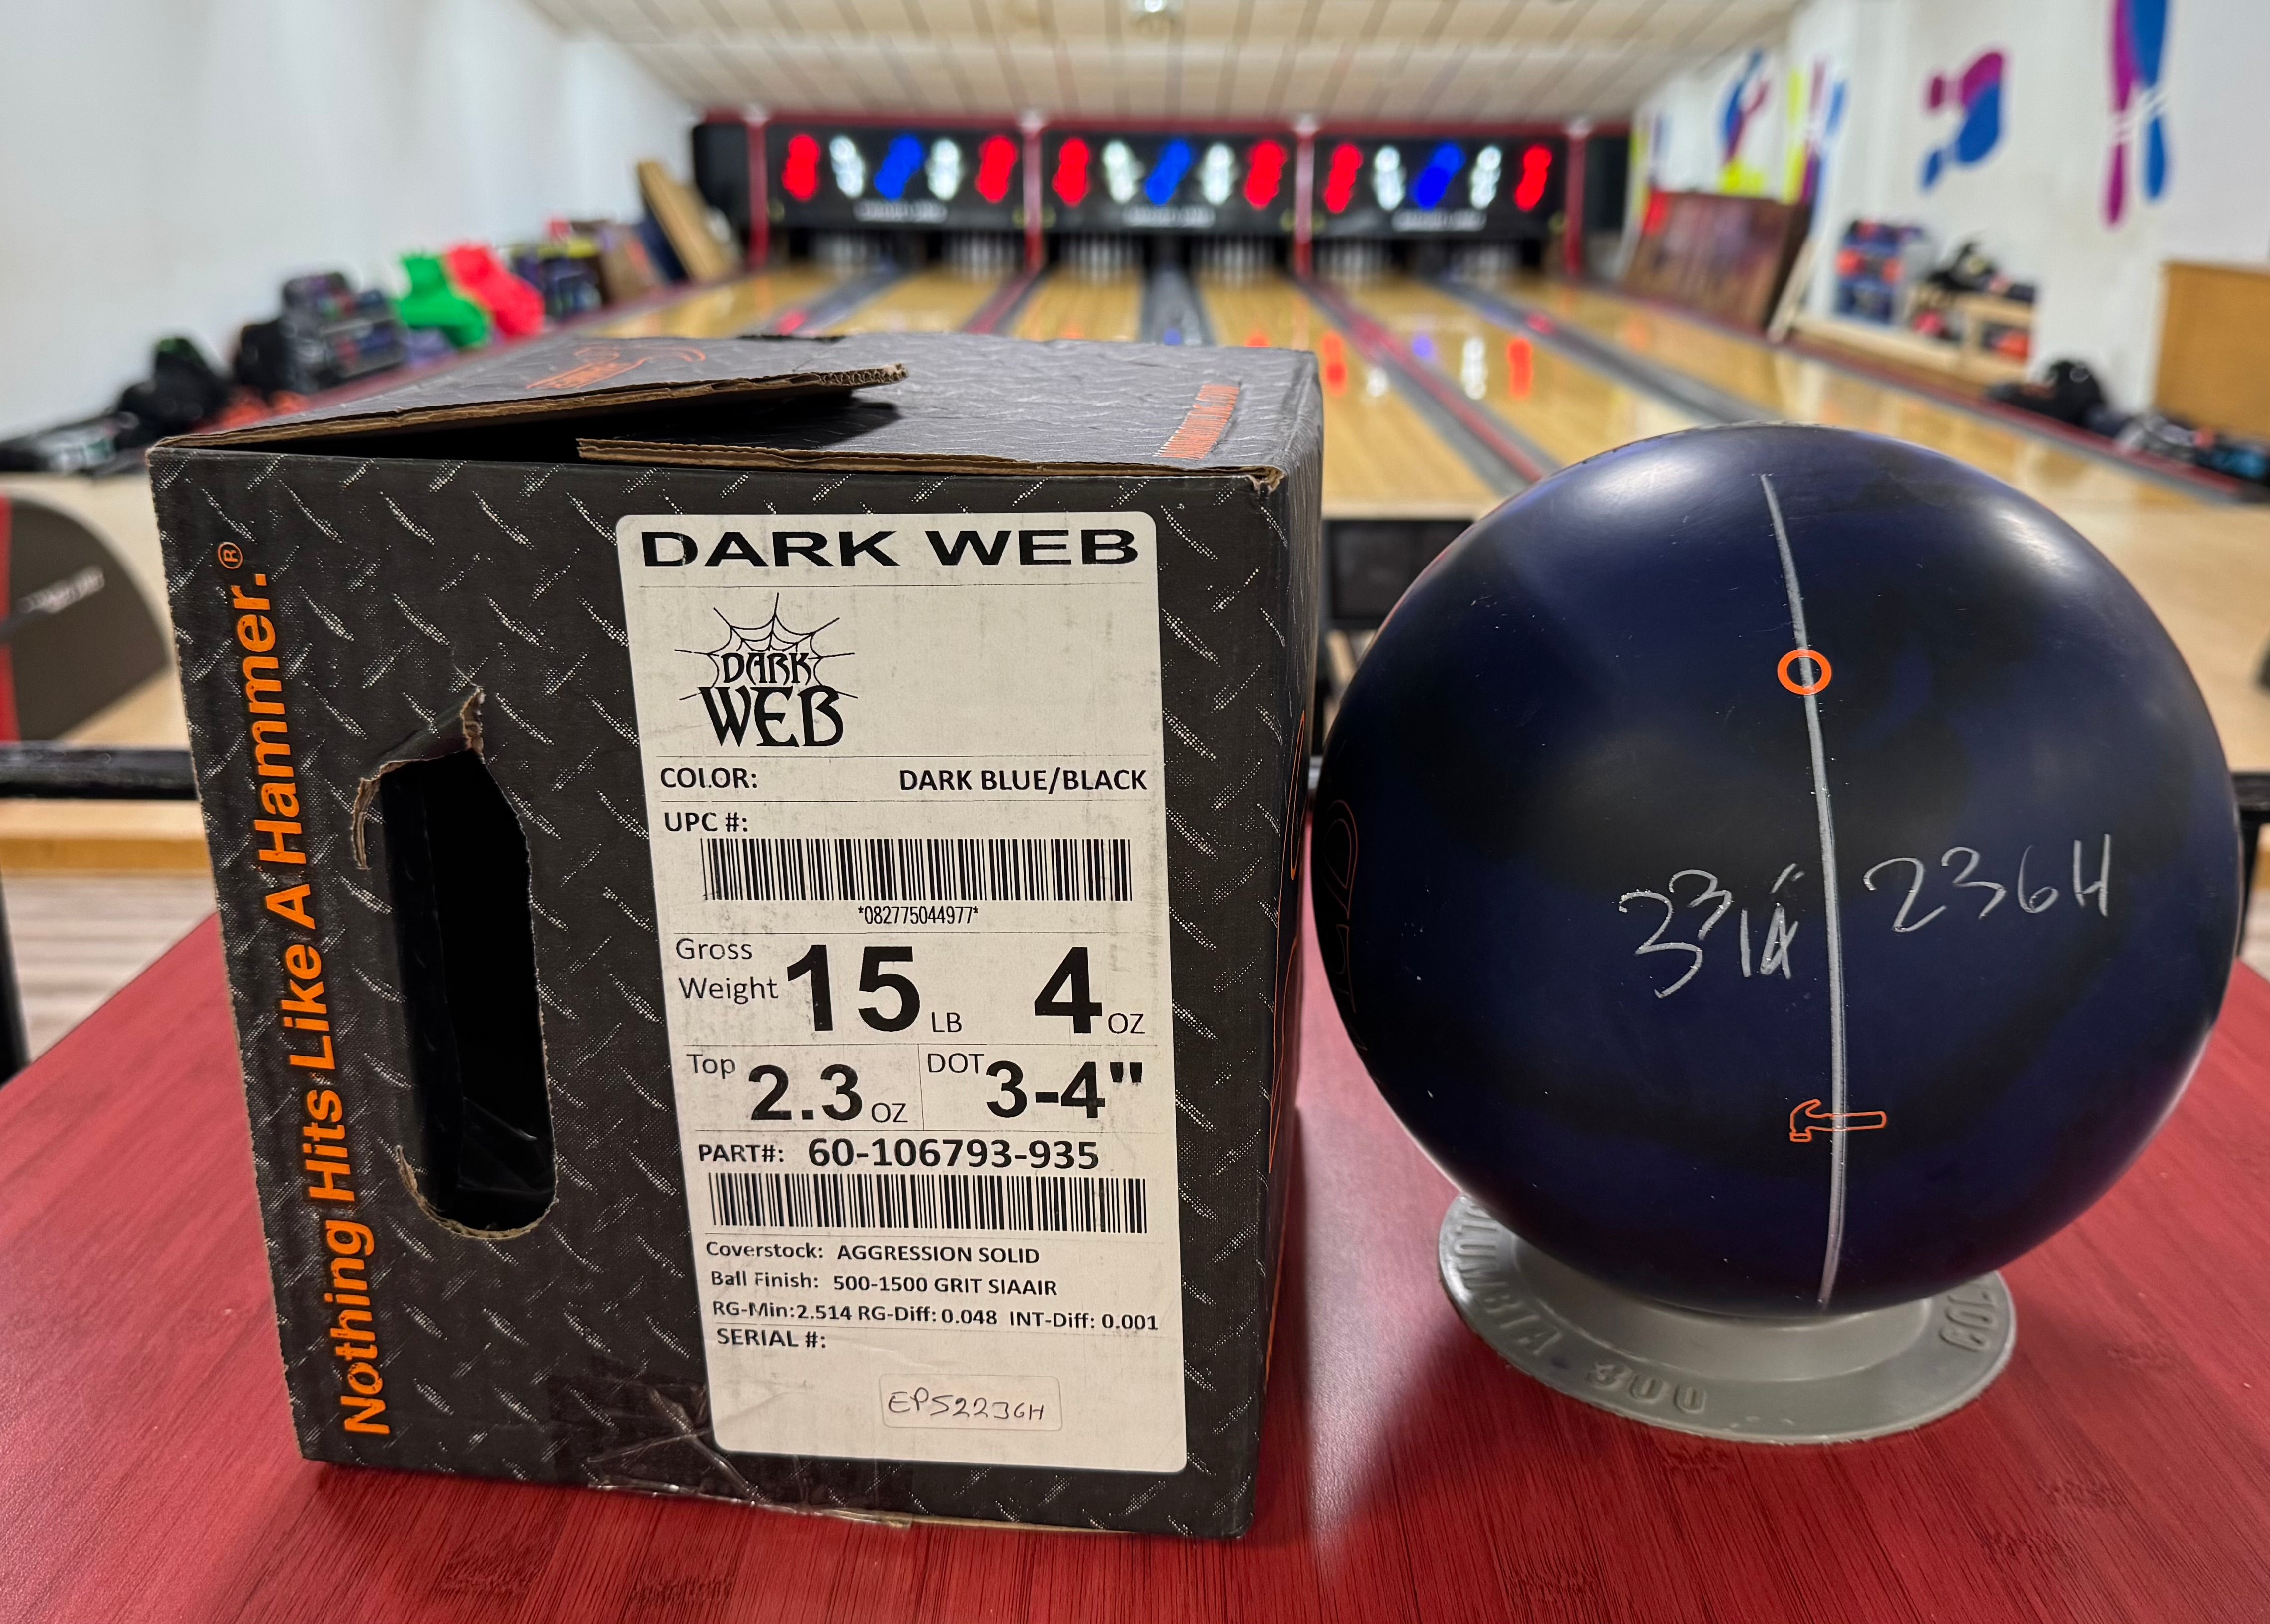 Nothing Hits Like A Hammer.®
DARK WEB
DARK
WEB
COLOR: DARK BLUE/BLACK
UPC #:
*082775044977*
Gross
Weight 15 LB 4 OZ
Top 2.3 OZ DOT 3-4"
PART#: 60-106793-935
Coverstock: AGGRESSION SOLID
Ball Finish: 500-1500 GRIT SIAAIR
RG-Min:2.514 RG-Diff: 0.048 INT-Diff: 0.001
SERIAL #:
EPS2236H
236H
COLUMBIA 300